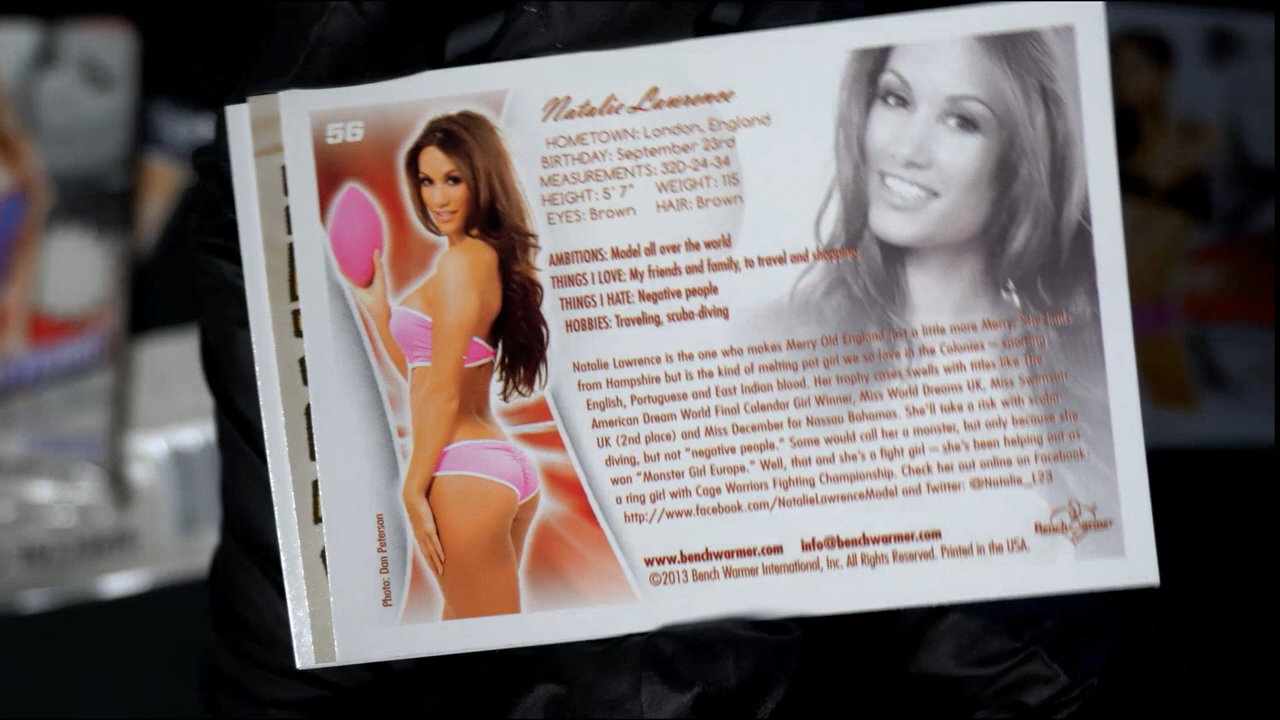 56
Natalie Lawrence
HOMETOWN: London, England
BIRTHDAY: September 23rd
MEASUREMENTS: 32D-24-34
HEIGHT: 5' 7" WEIGHT: 115
EYES: Brown HAIR: Brown
AMBITIONS: Model all over the world
THINGS I LOVE: My friends and family, to travel and shopping
THINGS I HATE: Negative people
HOBBIES: Traveling, scuba-diving
Natalie Lawrence is the one who makes Merry Old England just a little more Merry. She hails
from Hampshire but is the kind of melting pot girl we so love in the Colonies – sporting
English, Portuguese and East Indian blood. Her trophy cases swells with titles like The
American Dream World Final Calendar Girl Winner, Miss World Dreams UK, Miss Swimsuit
UK (2nd place) and Miss December for Nassau Bahamas. She'll take a risk with scuba-
diving, but not "negative people." Some would call her a monster, but only because she
won "Monster Girl Europe." Well, that and she's a fight girl – she's been helping out as
a ring girl with Cage Warriors Fighting Championship. Check her out online on Facebook:
http://www.facebook.com/NatalieLawrenceModel and Twitter: @Natalie_L23
Bench Warmer
www.benchwarmer.com info@benchwarmer.com
©2013 Bench Warmer International, Inc. All Rights Reserved. Printed in the USA.
Photo: Dan Peterson